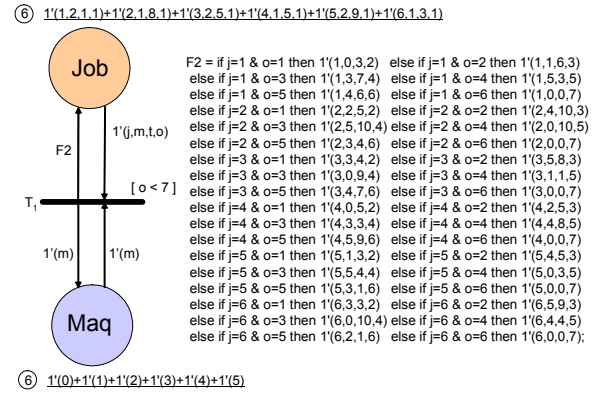 6 1'(1,2,1,1)+1'(2,1,8,1)+1'(3,2,5,1)+1'(4,1,5,1)+1'(5,2,9,1)+1'(6,1,3,1)
Job
F2 = if j=1 & o=1 then 1'(1,0,3,2) else if j=1 & o=2 then 1'(1,1,6,3)
else if j=1 & o=3 then 1'(1,3,7,4) else if j=1 & o=4 then 1'(1,5,3,5)
else if j=1 & o=5 then 1'(1,4,6,6) else if j=1 & o=6 then 1'(1,0,0,7)
else if j=2 & o=1 then 1'(2,2,5,2) else if j=2 & o=2 then 1'(2,4,10,3)
else if j=2 & o=3 then 1'(2,5,10,4) else if j=2 & o=4 then 1'(2,0,10,5)
else if j=2 & o=5 then 1'(2,3,4,6) else if j=2 & o=6 then 1'(2,0,0,7)
else if j=3 & o=1 then 1'(3,3,4,2) else if j=3 & o=2 then 1'(3,5,8,3)
else if j=3 & o=3 then 1'(3,0,9,4) else if j=3 & o=4 then 1'(3,1,1,5)
else if j=3 & o=5 then 1'(3,4,7,6) else if j=3 & o=6 then 1'(3,0,0,7)
else if j=4 & o=1 then 1'(4,0,5,2) else if j=4 & o=2 then 1'(4,2,5,3)
else if j=4 & o=3 then 1'(4,3,3,4) else if j=4 & o=4 then 1'(4,4,8,5)
else if j=4 & o=5 then 1'(4,5,9,6) else if j=4 & o=6 then 1'(4,0,0,7)
else if j=5 & o=1 then 1'(5,1,3,2) else if j=5 & o=2 then 1'(5,4,5,3)
else if j=5 & o=3 then 1'(5,5,4,4) else if j=5 & o=4 then 1'(5,0,3,5)
else if j=5 & o=5 then 1'(5,3,1,6) else if j=5 & o=6 then 1'(5,0,0,7)
else if j=6 & o=1 then 1'(6,3,3,2) else if j=6 & o=2 then 1'(6,5,9,3)
else if j=6 & o=3 then 1'(6,0,10,4) else if j=6 & o=4 then 1'(6,4,4,5)
else if j=6 & o=5 then 1'(6,2,1,6) else if j=6 & o=6 then 1'(6,0,0,7);
1'(j,m,t,o)
F2
[ o < 7 ]
T1
1'(m)
1'(m)
Maq
6 1'(0)+1'(1)+1'(2)+1'(3)+1'(4)+1'(5)